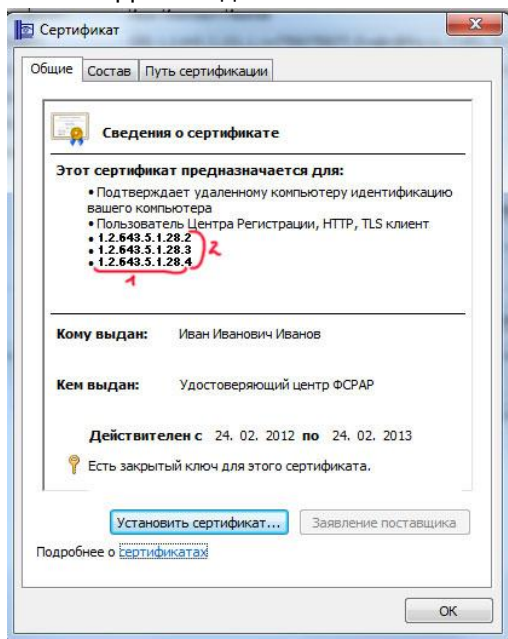 Сертификат
Общие Состав Путь сертификации
Сведения о сертификате
Этот сертификат предназначается для:
• Подтверждает удаленному компьютеру идентификацию
вашего компьютера
• Пользователь Центра Регистрации, HTTP, TLS клиент
• 1.2.643.5.1.28.2
• 1.2.643.5.1.28.3
• 1.2.643.5.1.28.4
2
1
Кому выдан: Иван Иванович Иванов
Кем выдан: Удостоверяющий центр ФСРАР
Действителен с 24. 02. 2012 по 24. 02. 2013
Есть закрытый ключ для этого сертификата.
Установить сертификат... Заявление поставщика
Подробнее о сертификатах
ОК